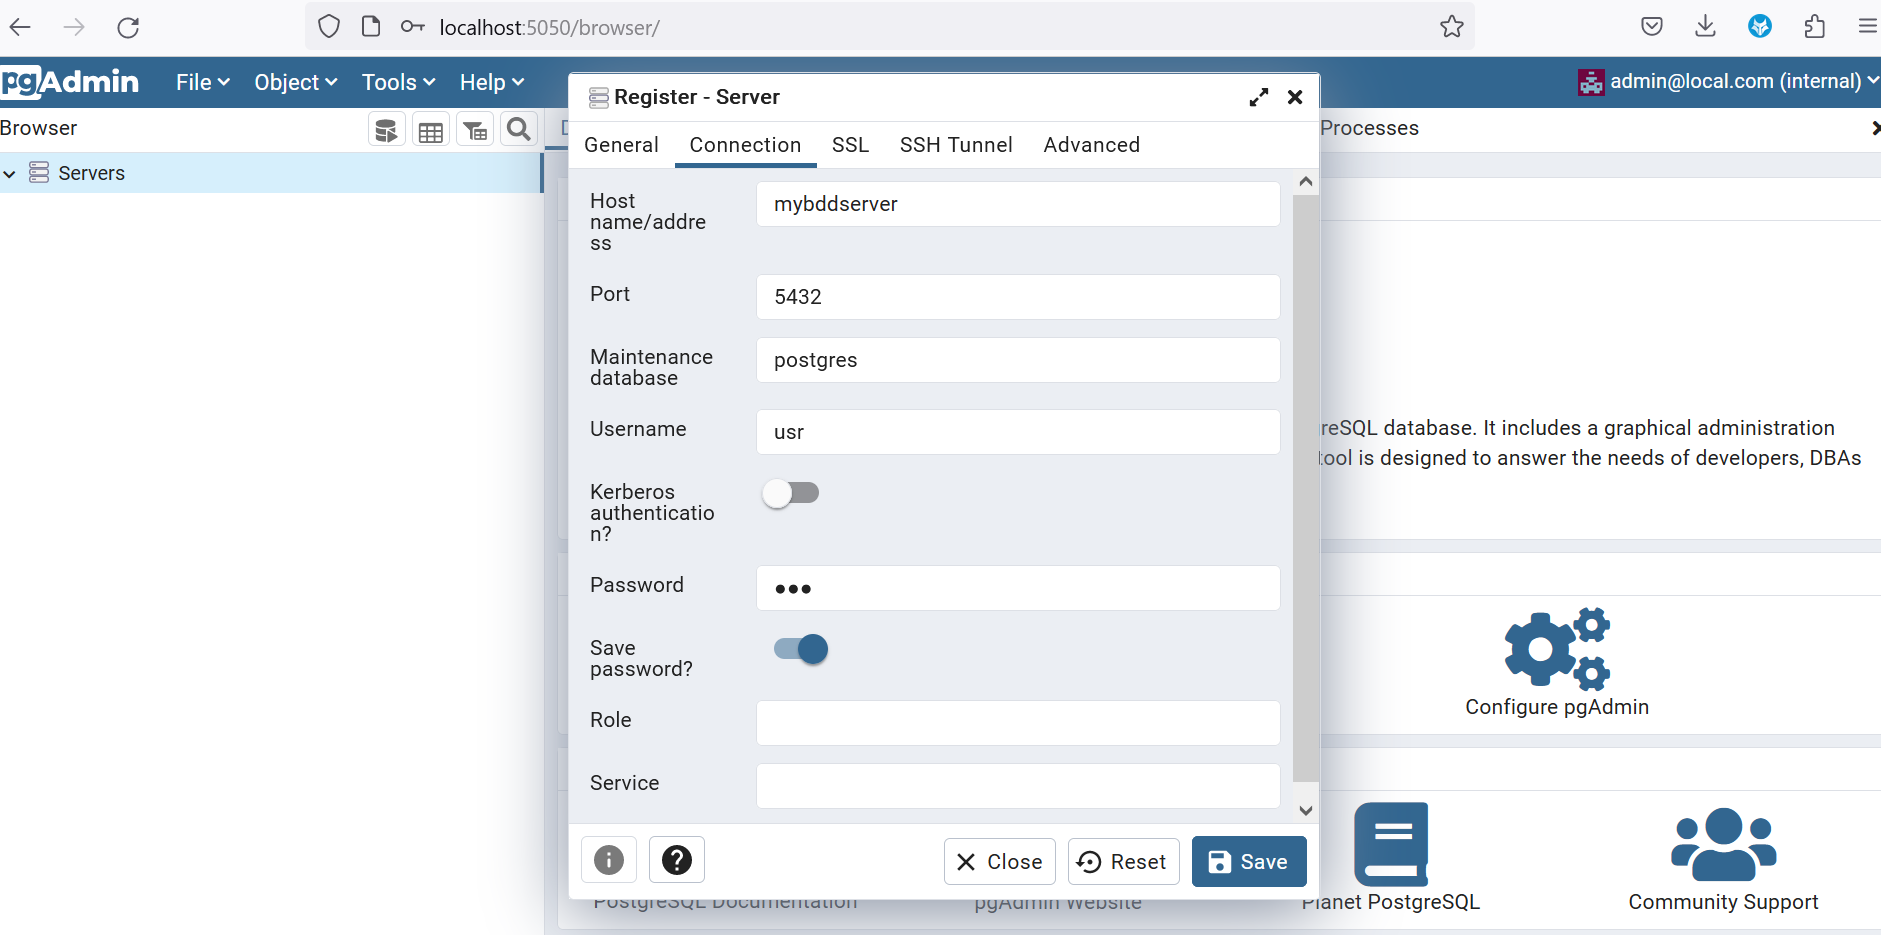 localhost:5050/browser/
pgAdmin File Object Tools Help admin@local.com (internal)
Browser
Servers
Register - Server
General Connection SSL SSH Tunnel Advanced
Processes
Host
name/addre
ss
mybddserver
Port
5432
Maintenance
database
postgres
Username
usr
Kerberos
authenticatio
n?
Password
●●●
Save
password?
Role
Service
Close Reset Save
reSQL database. It includes a graphical administration
tool is designed to answer the needs of developers, DBAs
Configure pgAdmin
PostgreSQL Documentation pgAdmin Website Planet PostgreSQL Community Support